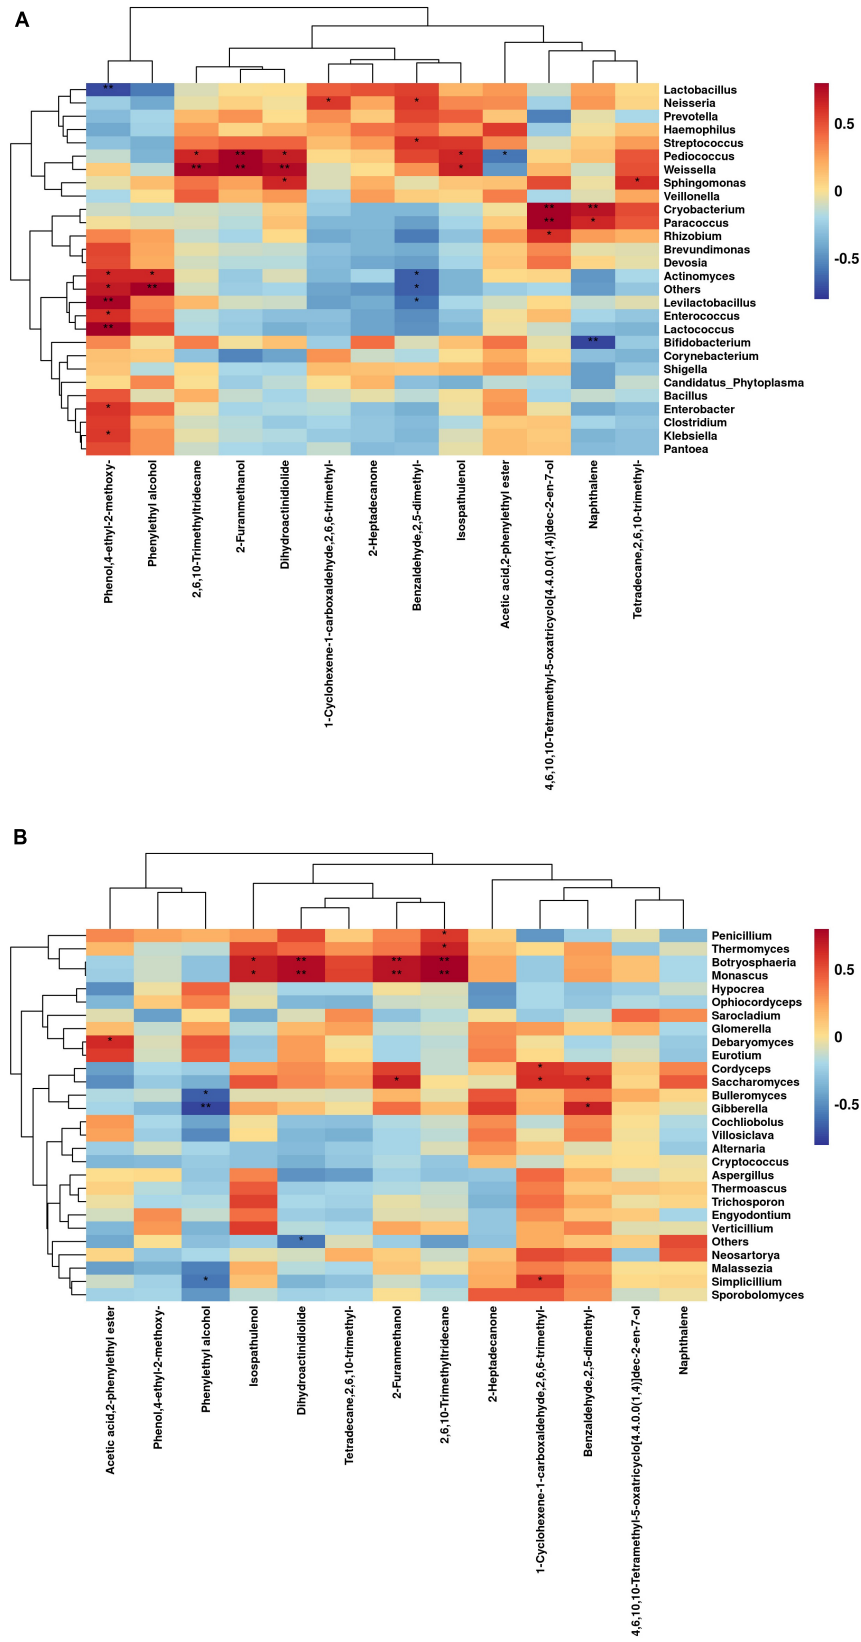 A
Lactobacillus
Neisseria
Prevotella
Haemophilus
Streptococcus
Pediococcus
Weissella
Sphingomonas
Veillonella
Cryobacterium
Paracoccus
Rhizobium
Brevundimonas
Devosia
Actinomyces
Others
Levilactobacillus
Enterococcus
Lactococcus
Bifidobacterium
Corynebacterium
Shigella
Candidatus_Phytoplasma
Bacillus
Enterobacter
Clostridium
Klebsiella
Pantoea
0.5
0
-0.5
Phenol,4-ethyl-2-methoxy-
Phenylethyl alcohol
2,6,10-Trimethyltridecane
2-Furanmethanol
Dihydroactinidiolide
1-Cyclohexene-1-carboxaldehyde,2,6,6-trimethyl-
2-Heptadecanone
Benzaldehyde,2,5-dimethyl-
Isospathulenol
Acetic acid,2-phenylethyl ester
4,6,10,10-Tetramethyl-5-oxatricyclo[4.4.0.0(1,4)]dec-2-en-7-ol
Naphthalene
Tetradecane,2,6,10-trimethyl-
B
Penicillium
Thermomyces
Botryosphaeria
Monascus
Hypocrea
Ophiocordyceps
Sarocladium
Glomerella
Debaryomyces
Eurotium
Cordyceps
Saccharomyces
Bulleromyces
Gibberella
Cochliobolus
Villosiclava
Alternaria
Cryptococcus
Aspergillus
Thermoascus
Trichosporon
Engyodontium
Verticillium
Others
Neosartorya
Malassezia
Simplicillium
Sporobolomyces
0.5
0
-0.5
Acetic acid,2-phenylethyl ester
Phenol,4-ethyl-2-methoxy-
Phenylethyl alcohol
Isospathulenol
Dihydroactinidiolide
Tetradecane,2,6,10-trimethyl-
2-Furanmethanol
2,6,10-Trimethyltridecane
2-Heptadecanone
1-Cyclohexene-1-carboxaldehyde,2,6,6-trimethyl-
Benzaldehyde,2,5-dimethyl-
4,6,10,10-Tetramethyl-5-oxatricyclo[4.4.0.0(1,4)]dec-2-en-7-ol
Naphthalene